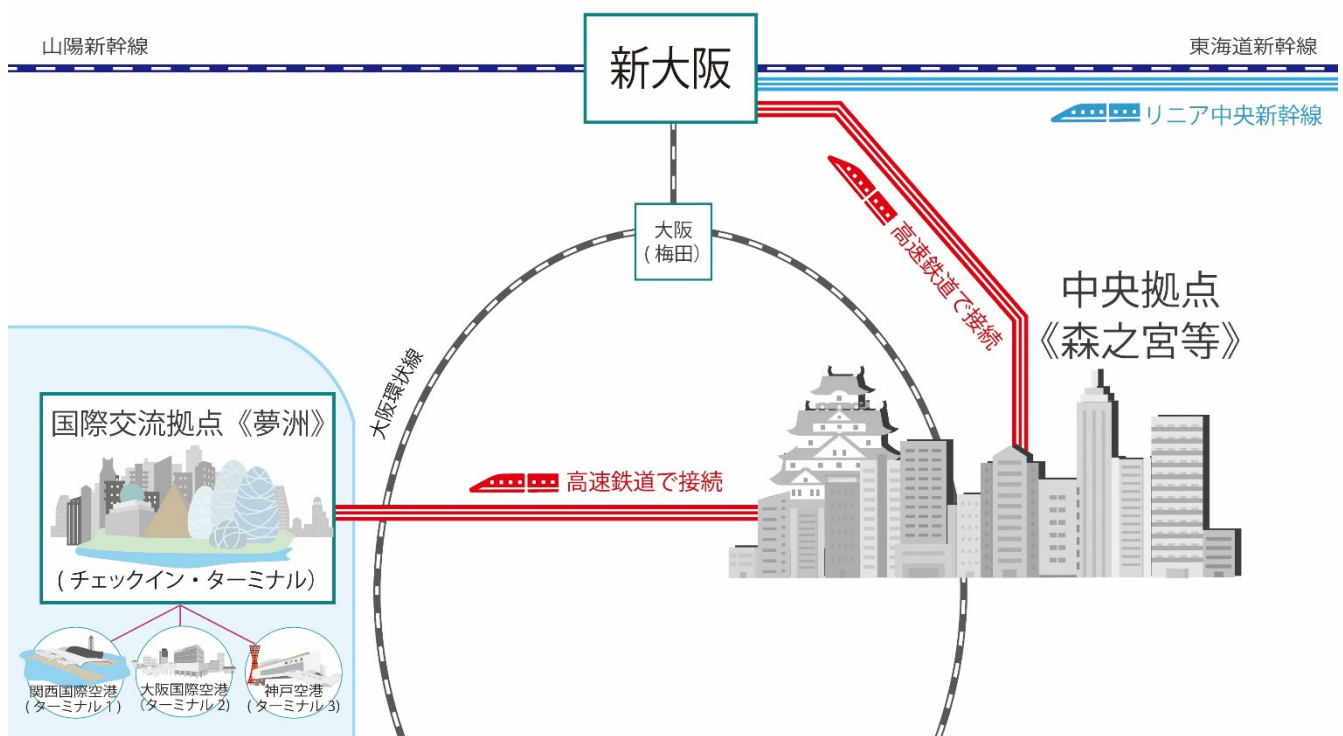 山陽新幹線
新大阪
東海道新幹線
リニア中央新幹線
高速鉄道で接続
大阪
(梅田)
中央拠点
《森之宮等》
大阪環状線
国際交流拠点《夢洲》
高速鉄道で接続
(チェックイン・ターミナル)
関西国際空港
(ターミナル1)
大阪国際空港
(ターミナル2)
神戸空港
(ターミナル3)